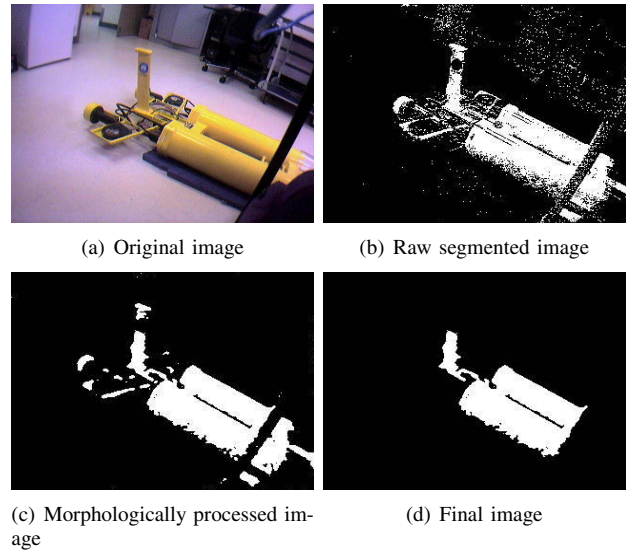 (a) Original image
(b) Raw segmented image
(c) Morphologically processed im-
age
(d) Final image